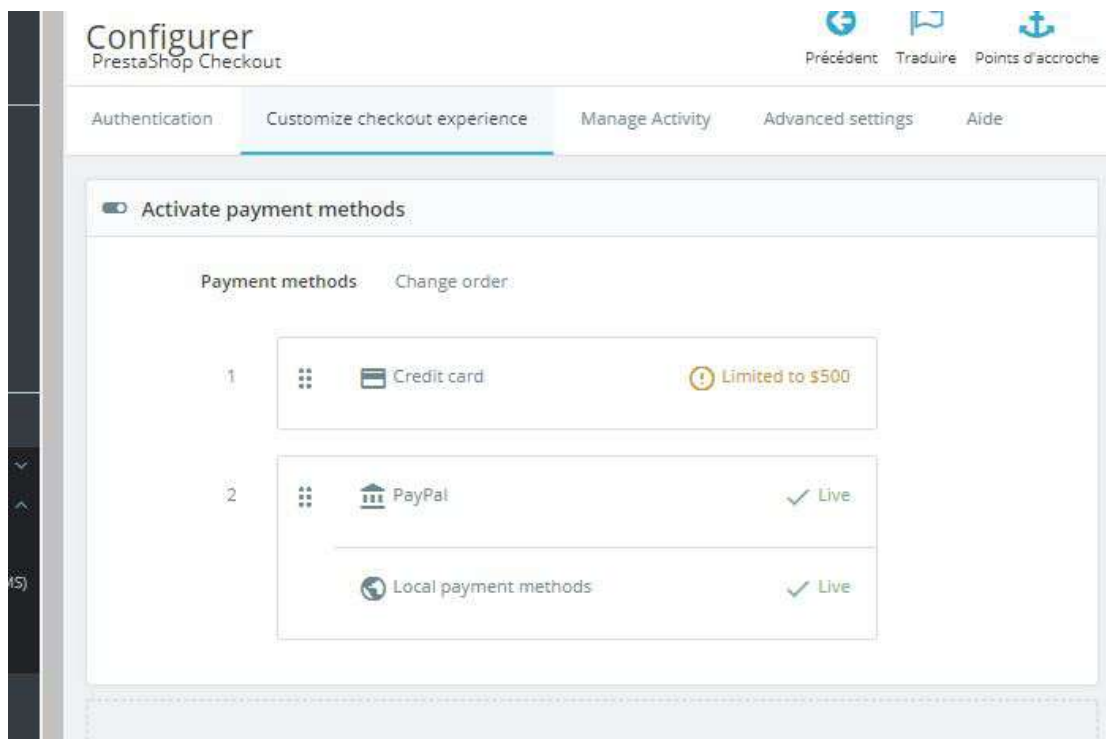 Configurer
PrestaShop Checkout
Précédent Traduire Points d'accroche
Authentication Customize checkout experience Manage Activity Advanced settings Aide
Activate payment methods
Payment methods Change order
1 Credit card Limited to $500
2 PayPal Live
Local payment methods Live